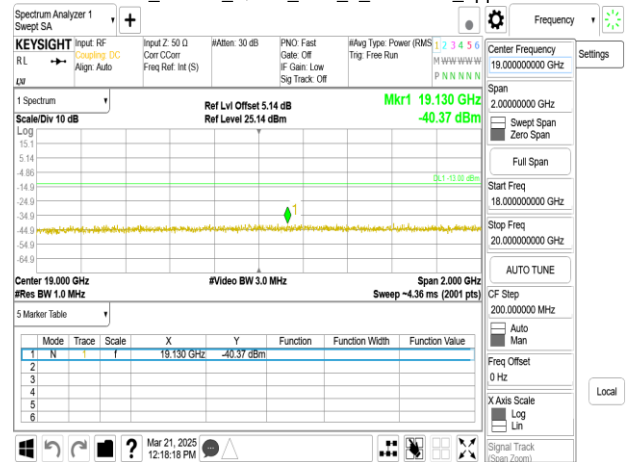 Spectrum Analyzer 1
Swept SA
Frequency
KEYSIGHT Input: RF Input Z: 50 Ω #Atten: 30 dB PNO: Fast #Avg Type: Power (RMS 1 2 3 4 5 6
RL Coupling: DC Corr CCorr Gate: Off Trig: Free Run M W W W W W
Align: Auto Freq Ref: Int (S) IF Gain: Low P N N N N N
Sig Track: Off
1 Spectrum
Scale/Div 10 dB
Ref Lvl Offset 5.14 dB
Ref Level 25.14 dBm
Mkr1 19.130 GHz
-40.37 dBm
Log
15.1
5.14
-4.86
DL1 -13.00 dBm
-14.9
-24.9
-34.9
1
-44.9
-54.9
-64.9
Center 19.000 GHz #Video BW 3.0 MHz Span 2.000 GHz
#Res BW 1.0 MHz Sweep ~4.36 ms (2001 pts)
5 Marker Table
Mode Trace Scale X Y Function Function Width Function Value
1 N 1 f 19.130 GHz -40.37 dBm
2
3
4
5
6
Mar 21, 2025
12:18:18 PM
Center Frequency
19.000000000 GHz
Settings
Span
2.00000000 GHz
Swept Span
Zero Span
Full Span
Start Freq
18.000000000 GHz
Stop Freq
20.000000000 GHz
AUTO TUNE
CF Step
200.000000 MHz
Auto
Man
Freq Offset
0 Hz
X Axis Scale
Log
Lin
Local
Signal Track
(Span Zoom)